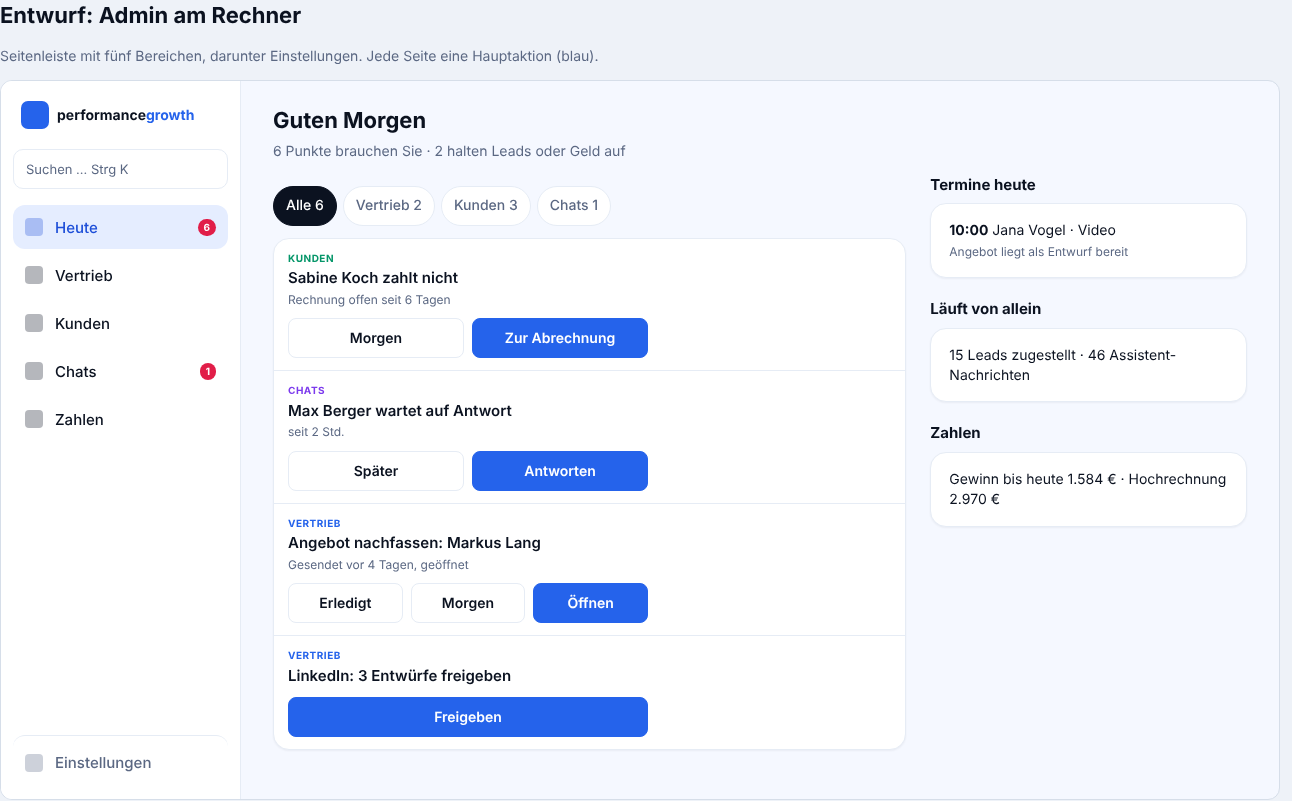 Entwurf: Admin am Rechner
Seitenleiste mit fünf Bereichen, darunter Einstellungen. Jede Seite eine Hauptaktion (blau).
performancegrowth
Suchen ... Strg K
Heute 6
Vertrieb
Kunden
Chats 1
Zahlen
Einstellungen
Guten Morgen
6 Punkte brauchen Sie · 2 halten Leads oder Geld auf
Alle 6 Vertrieb 2 Kunden 3 Chats 1
KUNDEN
Sabine Koch zahlt nicht
Rechnung offen seit 6 Tagen
Morgen Zur Abrechnung
CHATS
Max Berger wartet auf Antwort
seit 2 Std.
Später Antworten
VERTRIEB
Angebot nachfassen: Markus Lang
Gesendet vor 4 Tagen, geöffnet
Erledigt Morgen Öffnen
VERTRIEB
LinkedIn: 3 Entwürfe freigeben
Freigeben
Termine heute
10:00 Jana Vogel · Video
Angebot liegt als Entwurf bereit
Läuft von allein
15 Leads zugestellt · 46 Assistent-
Nachrichten
Zahlen
Gewinn bis heute 1.584 € · Hochrechnung
2.970 €